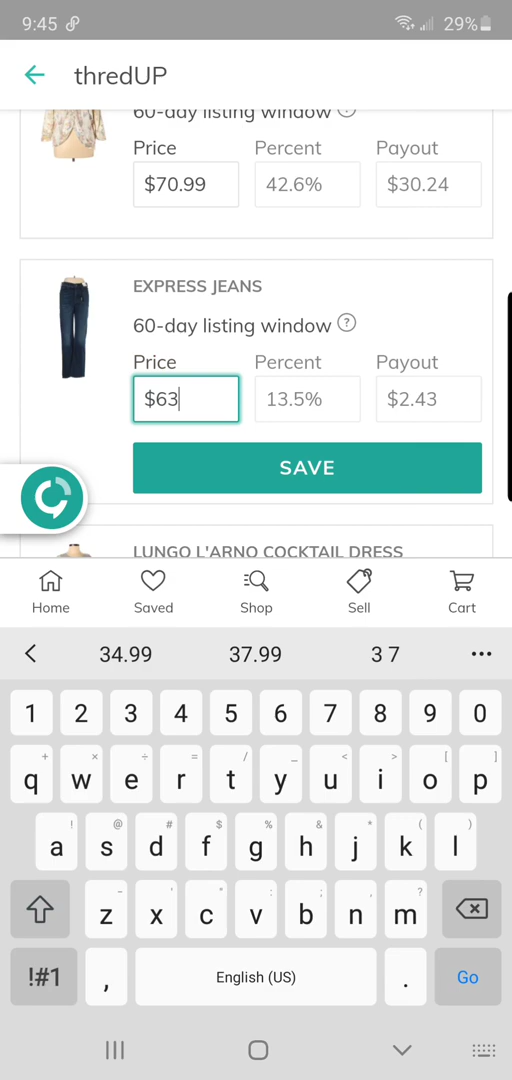 9:45 29%
thredUP
60-day listing window ?
Price Percent Payout
$70.99 42.6% $30.24
EXPRESS JEANS
60-day listing window ?
Price Percent Payout
$63 13.5% $2.43
SAVE
LUNGO L'ARNO COCKTAIL DRESS
Home Saved Shop Sell Cart
< 34.99 37.99 3 7 •••
1 2 3 4 5 6 7 8 9 0
+ × ÷ = / _ < > [ ]
q w e r t y u i o p
! @ # $ % & * ( )
a s d f g h j k l
- ' " : ; , ?
z x c v b n m
!#1 , English (US) . Go